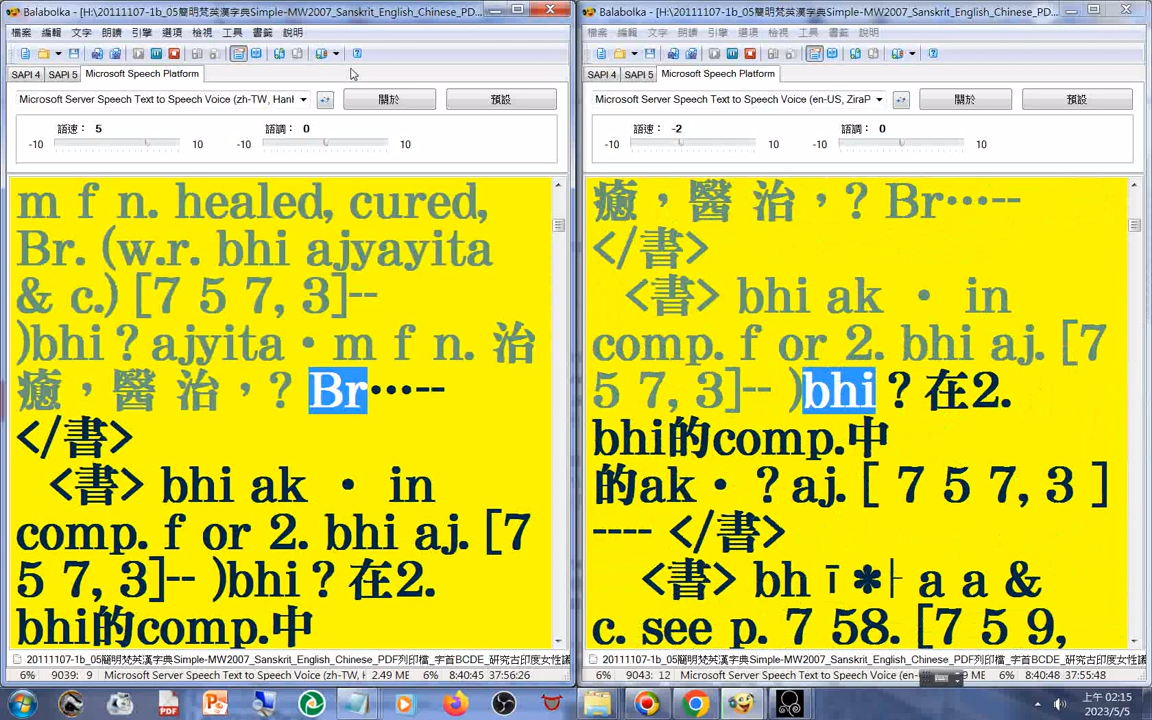 Balabolka - [H:\20111107-1b_05簡明梵英漢字典Simple-MW2007_Sanskrit_English_Chinese_PD...
檔案 編輯 文字 朗讀 引擎 選項 檢視 工具 書籤 說明
SAPI 4 SAPI 5 Microsoft Speech Platform
Microsoft Server Speech Text to Speech Voice (zh-TW, HanH 關於 預設
語速： 5 語調： 0
-10 10 -10 10
m f n. healed, cured,
Br. (w.r. bhi ajyayita
& c.) [7 5 7, 3]--
)bhi？ajyita・m f n. 治
癒，醫 治，? Br…--
</書>
<書> bhi ak ・ in
comp. f or 2. bhi aj. [7
5 7, 3]-- )bhi？在2.
bhi的comp.中
20111107-1b_05簡明梵英漢字典Simple-MW2007_Sanskrit_English_Chinese_PDF列印檔_字首BCDE_研究古印度女性議
6% 9039: 9 Microsoft Server Speech Text to Speech Voice (zh-TW, H 2.49 MB 6% 8:40:45 37:56:26
Balabolka - [H:\20111107-1b_05簡明梵英漢字典Simple-MW2007_Sanskrit_English_Chinese_PD...
檔案 編輯 文字 朗讀 引擎 選項 檢視 工具 書籤 說明
SAPI 4 SAPI 5 Microsoft Speech Platform
Microsoft Server Speech Text to Speech Voice (en-US, ZiraP 關於 預設
語速： -2 語調： 0
-10 10 -10 10
癒，醫 治，? Br…--
</書>
<書> bhi ak ・ in
comp. f or 2. bhi aj. [7
5 7, 3]-- )bhi？在2.
bhi的comp.中
的ak・？aj. [ 7 5 7, 3 ]
---- </書>
<書> bh ī ✱├ a a &
c. see p. 7 58. [7 5 9,
20111107-1b_05簡明梵英漢字典Simple-MW2007_Sanskrit_English_Chinese_PDF列印檔_字首BCDE_研究古印度女性議
6% 9043: 12 Microsoft Server Speech Text to Speech Voice (en-US, 6% 8:40:48 37:55:48
上午 02:15
2023/5/5